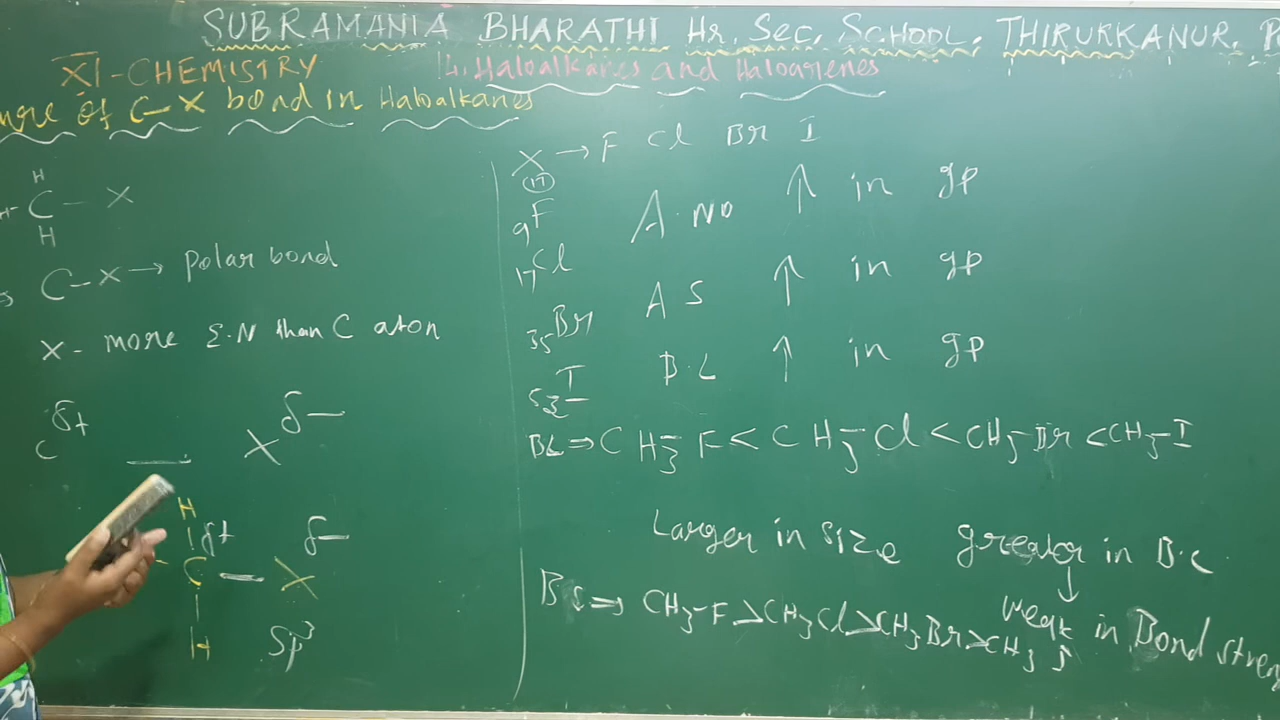 SUBRAMANIA BHARATHI Hr. Sec. SCHOOL, THIRUKKANUR, P
XI-CHEMISTRY
14. Haloalkanes and Haloarenes
ure of C-X bond in Haloalkanes
H
H- C - X
H
C-X → polar bond
X - more E.N than C atom
C δ+ — X δ-
H
δ+ δ-
- C — X
H
Sp3
X → F Cl Br I
(17)
9F
17Cl
35Br
53I
A.NO ↑ in gp
A S ↑ in gp
B.L ↑ in gp
BL ⇒ CH3-F < CH3-Cl < CH3-Br < CH3-I
Larger in size greater in B.L
↓
weak in Bond stren
B S ⇒ CH3-F > CH3Cl > CH3Br > CH3I